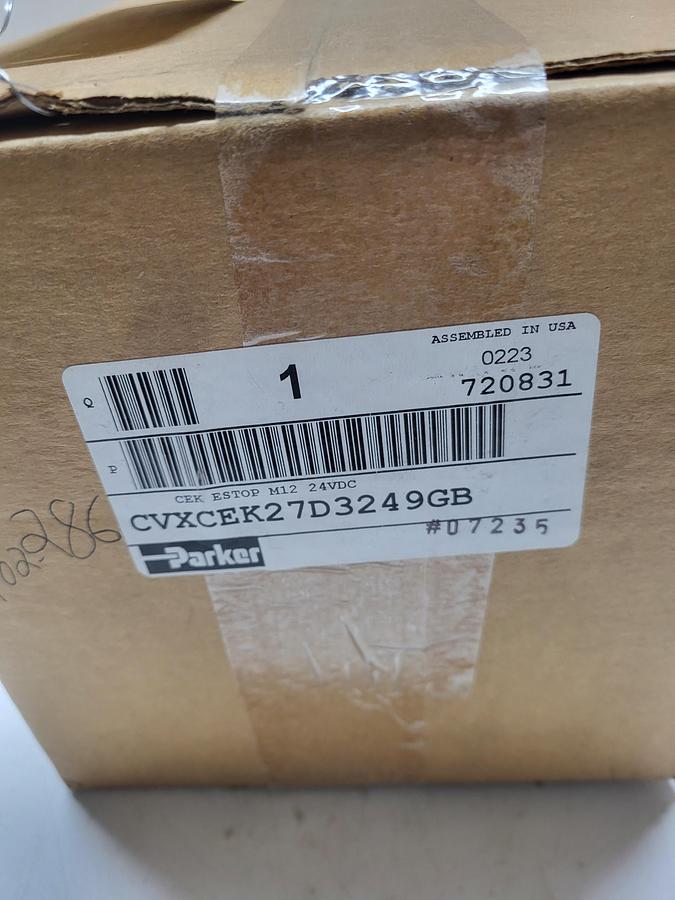 ASSEMBLED IN USA
0223
Q
1
720831
P
CEK ESTOP M12 24VDC
CVXCEK27D3249GB
#07235
Parker